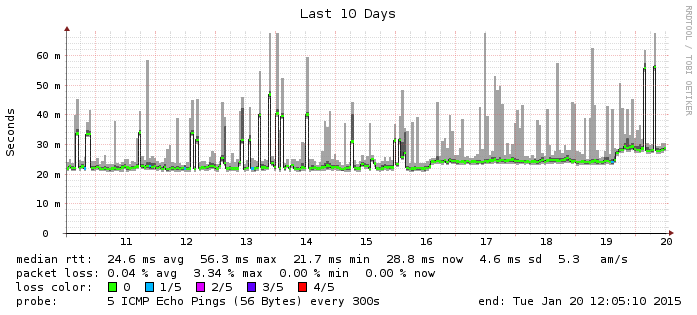 Last 10 Days
RRDTOOL / TOBI OETIKER
Seconds
60 m
50 m
40 m
30 m
20 m
10 m
0
11 12 13 14 15 16 17 18 19 20
median rtt: 24.6 ms avg 56.3 ms max 21.7 ms min 28.8 ms now 4.6 ms sd 5.3 am/s
packet loss: 0.04 % avg 3.34 % max 0.00 % min 0.00 % now
loss color: 0 1/5 2/5 3/5 4/5
probe: 5 ICMP Echo Pings (56 Bytes) every 300s end: Tue Jan 20 12:05:10 2015